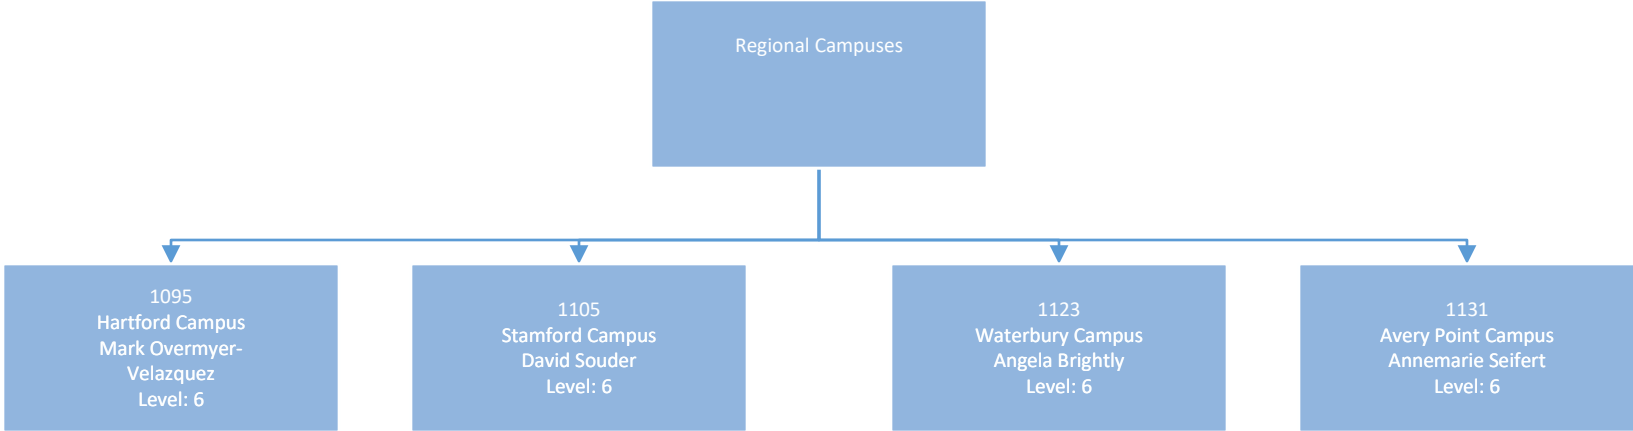 Regional Campuses
1095
Hartford Campus
Mark Overmyer-
Velazquez
Level: 6
1105
Stamford Campus
David Souder
Level: 6
1123
Waterbury Campus
Angela Brightly
Level: 6
1131
Avery Point Campus
Annemarie Seifert
Level: 6